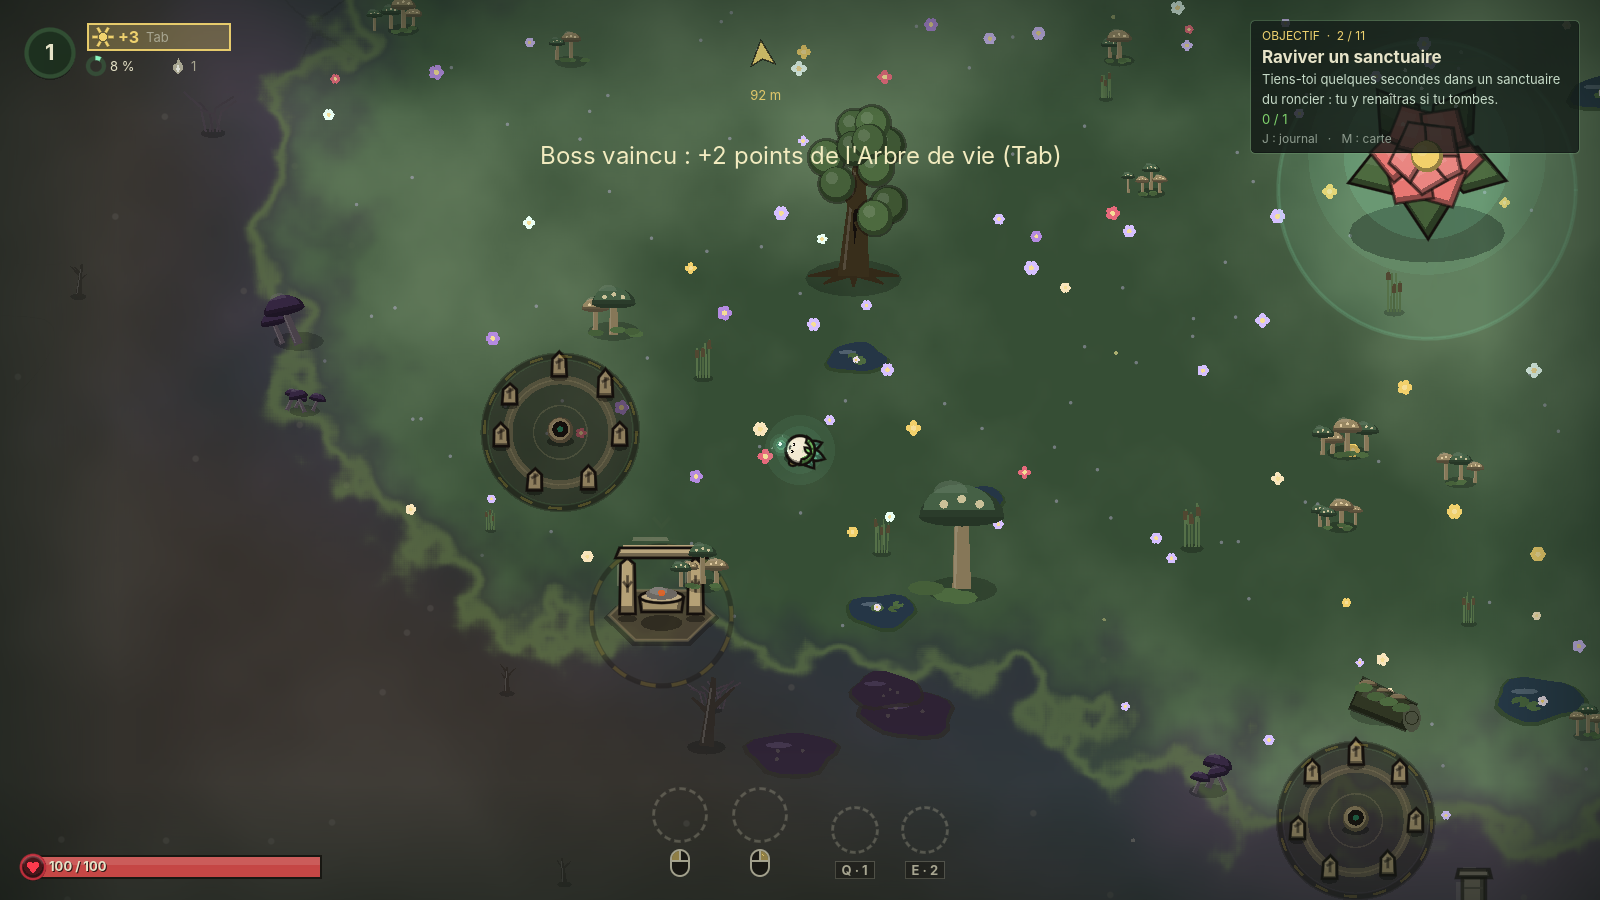 1
+3 Tab
8 %
1
92 m
Boss vaincu : +2 points de l'Arbre de vie (Tab)
OBJECTIF · 2 / 11
Raviver un sanctuaire
Tiens-toi quelques secondes dans un sanctuaire
du roncier : tu y renaîtras si tu tombes.
0 / 1
J : journal · M : carte
100 / 100
Q · 1
E · 2